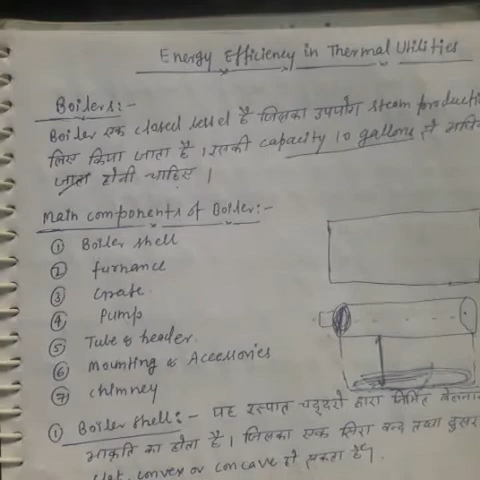 Energy Efficiency in Thermal Utilities
Boilers:-
Boiler एक closed vessel है जिसका उपयोग steam producti
लिए किया जाता है । इसकी capacity 10 gallons से
जाता होनी चाहिए ।
Main components of Boiler:-
① Boiler shell
② furnance
③ Grate
④ Pump
⑤ Tube & header
⑥ Mounting & Accessories
⑦ chimney
① Boiler shell:- यह इस्पात चद्दरो द्वारा निर्मित बेलना
आकृति का होता है । जिसका एक सिरा बन्द तथा दुसरा
flat, convex or concave हो सकता है ।